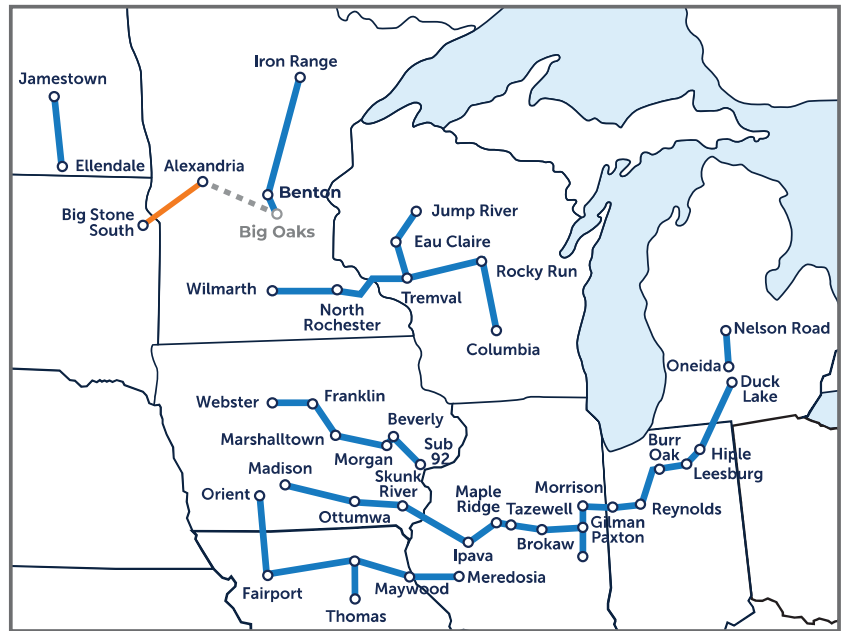 Iron Range
Jamestown
Alexandria
Ellendale
Benton
Big Stone
South
Big Oaks
Jump River
Eau Claire
Rocky Run
Wilmarth
Tremval
North
Rochester
Columbia
Nelson Road
Oneida
Duck
Lake
Webster
Franklin
Beverly
Marshalltown
Sub
92
Morgan
Burr
Oak
Hiple
Leesburg
Madison
Skunk
River
Orient
Maple
Ridge
Morrison
Tazewell
Reynolds
Ottumwa
Gilman
Paxton
Brokaw
Ipava
Fairport
Maywood
Meredosia
Thomas